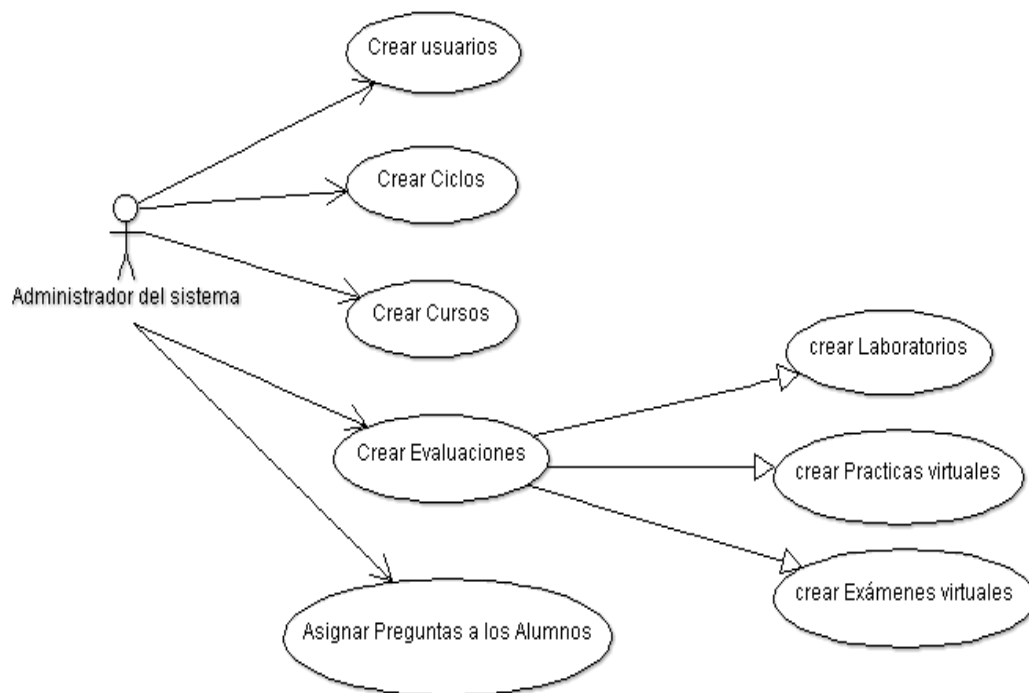 Crear usuarios
Crear Ciclos
Administrador del sistema
Crear Cursos
crear Laboratorios
Crear Evaluaciones
crear Practicas virtuales
crear Exámenes virtuales
Asignar Preguntas a los Alumnos